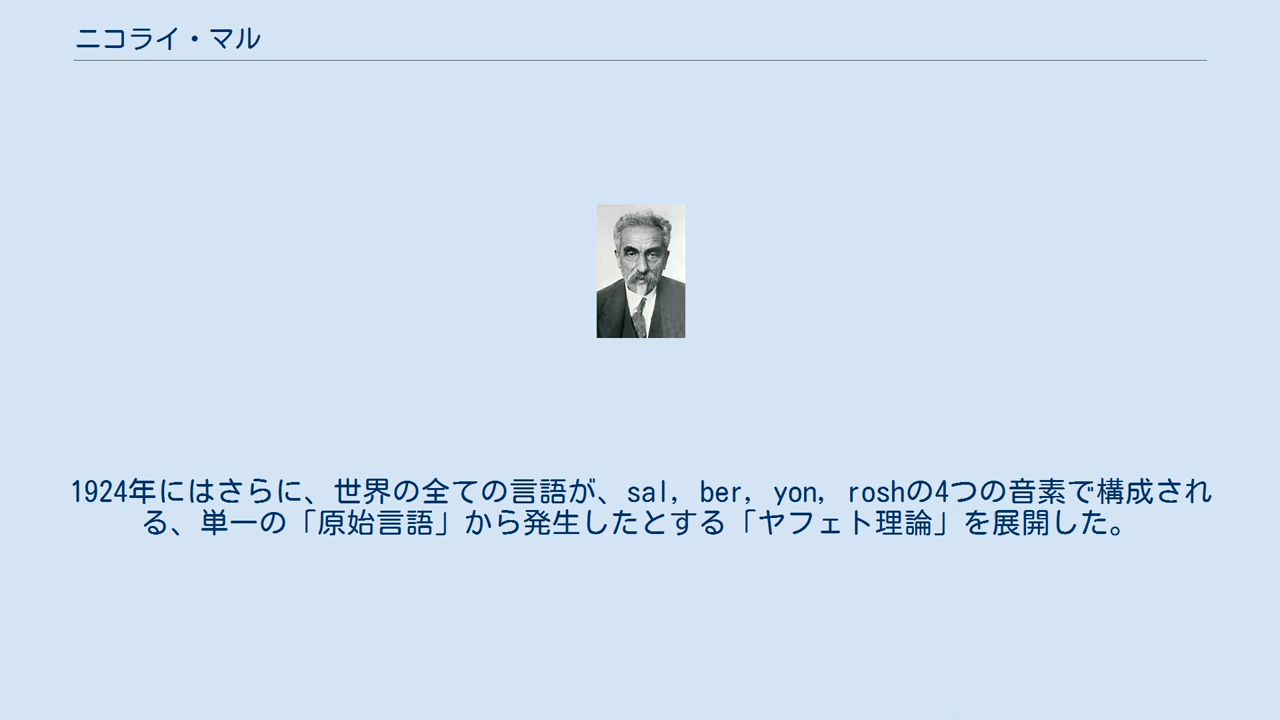 ニコライ・マル
1924年にはさらに、世界の全ての言語が、sal, ber, yon, roshの4つの音素で構成され
る、単一の「原始言語」から発生したとする「ヤフェト理論」を展開した。